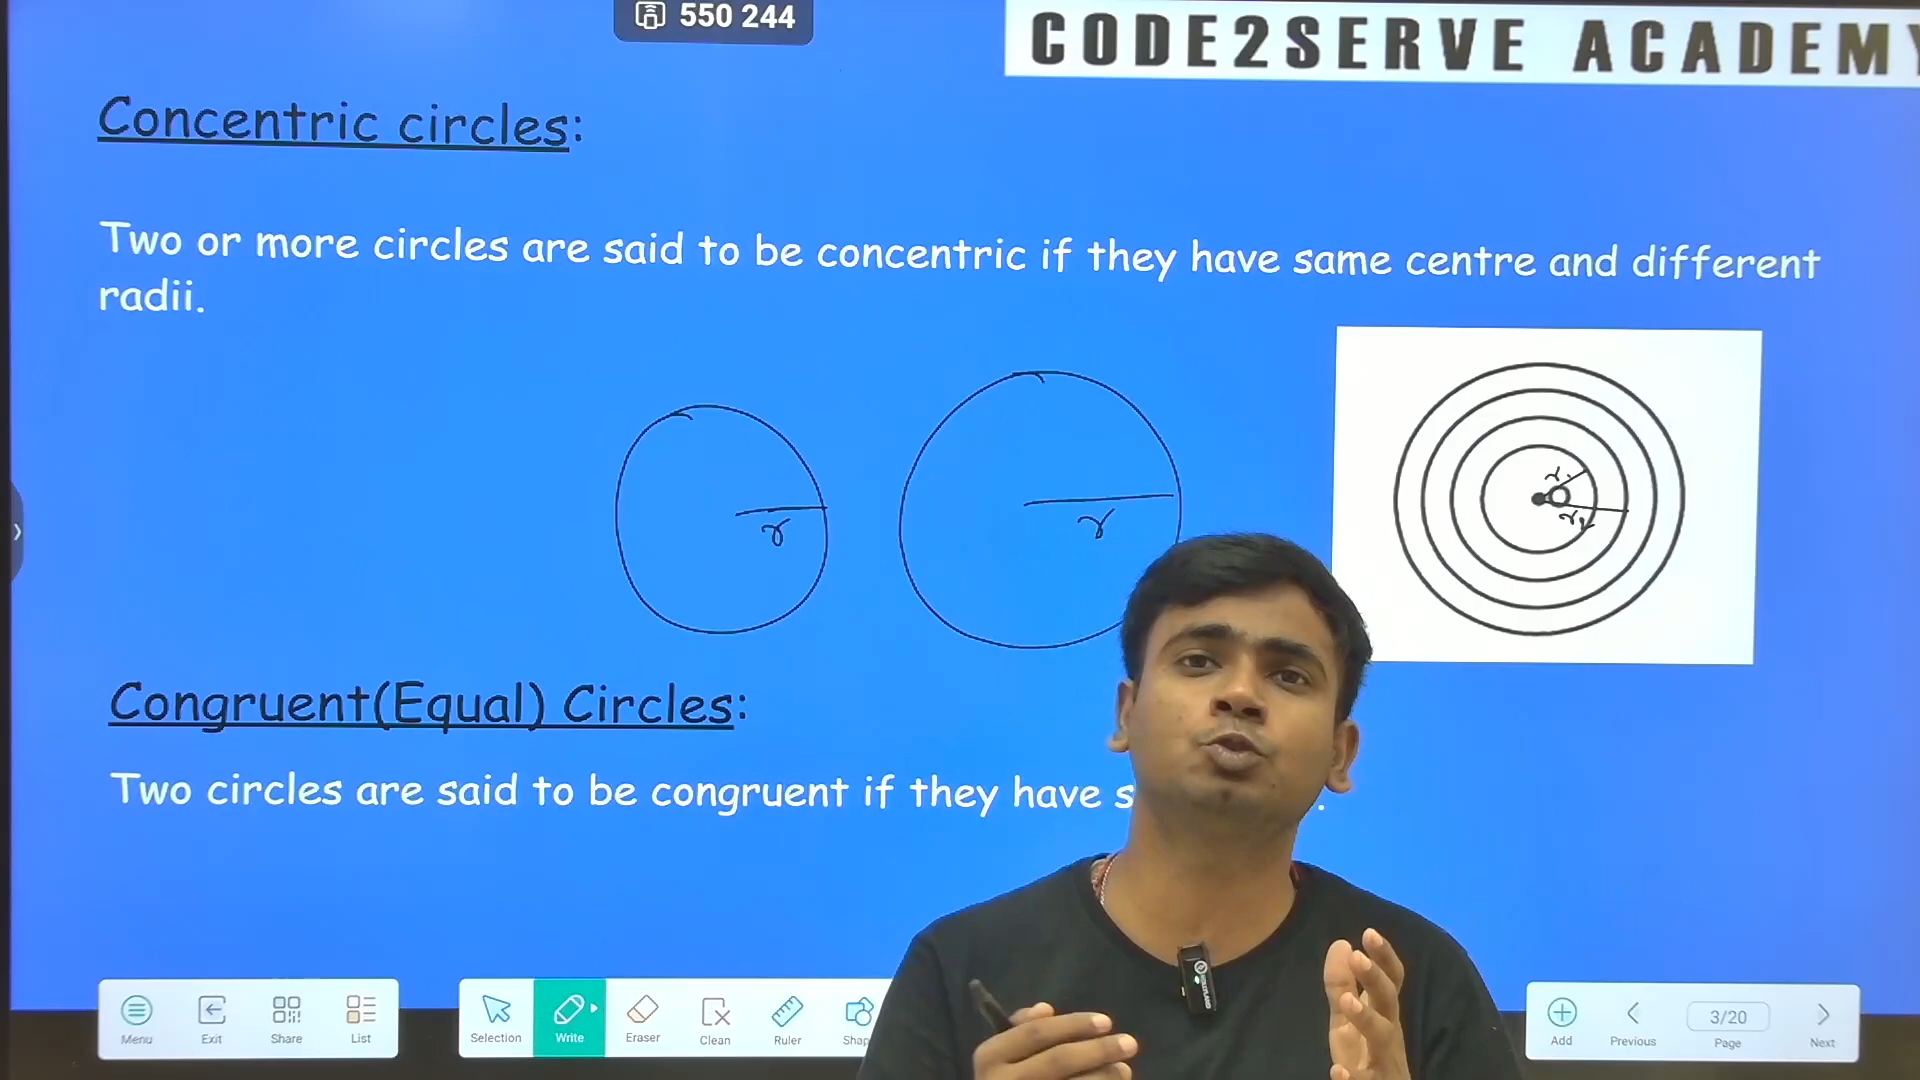 550 244
CODE2SERVE ACADEMY
Concentric circles:
Two or more circles are said to be concentric if they have same centre and different
radii.
r
r
Congruent(Equal) Circles:
Two circles are said to be congruent if they have
Menu
Exit
Share
List
Selection
Write
Eraser
Clean
Ruler
Add
Previous
3/20
Page
Next